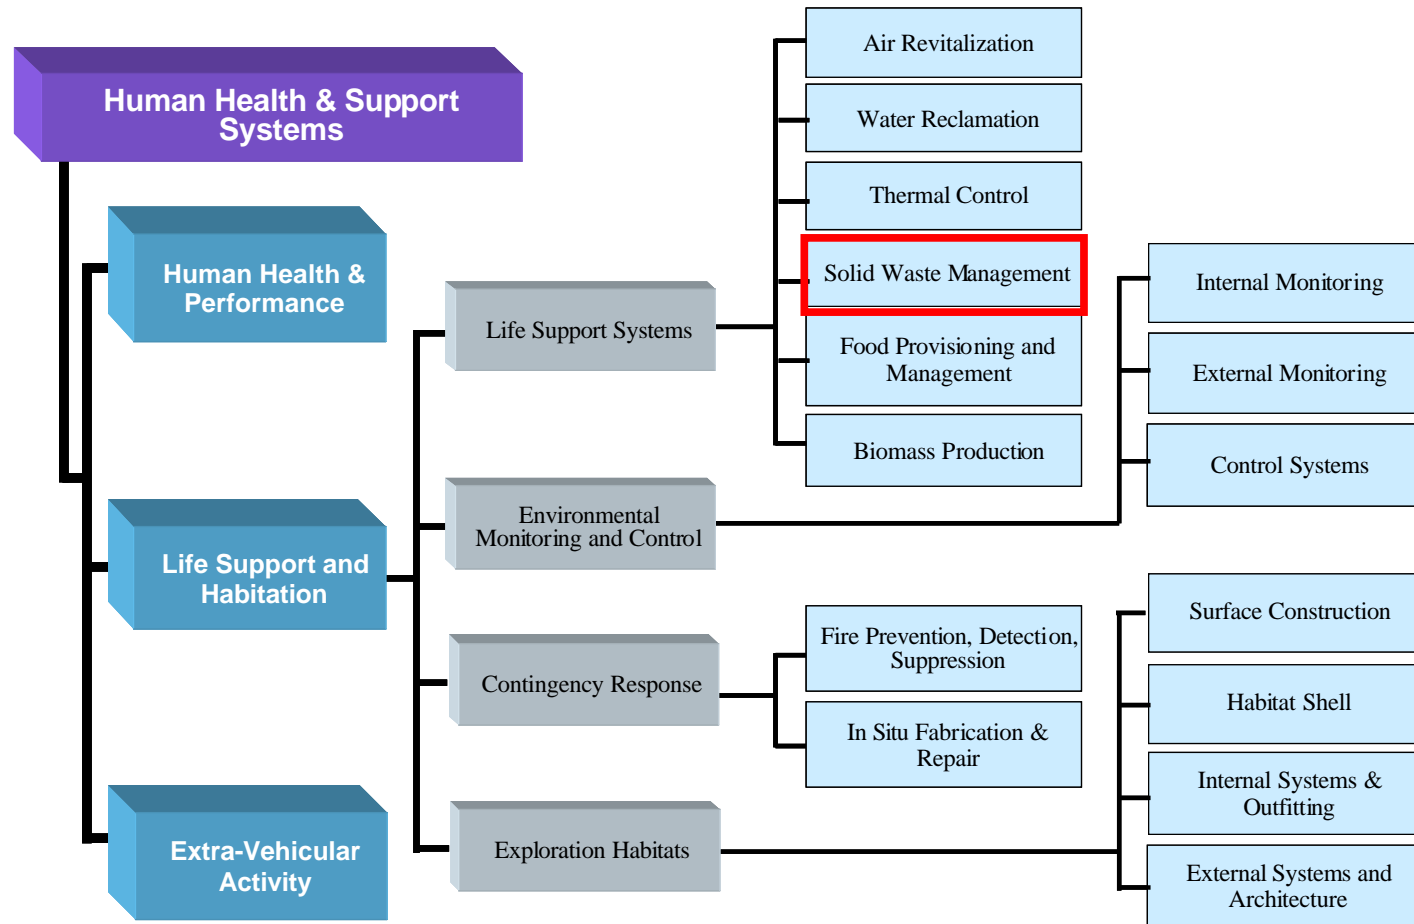 Human Health & Support
Systems
Human Health &
Performance
Life Support and
Habitation
Extra-Vehicular
Activity
Life Support Systems
Environmental
Monitoring and Control
Contingency Response
Exploration Habitats
Air Revitalization
Water Reclamation
Thermal Control
Solid Waste Management
Food Provisioning and
Management
Biomass Production
Fire Prevention, Detection,
Suppression
In Situ Fabrication &
Repair
Internal Monitoring
External Monitoring
Control Systems
Surface Construction
Habitat Shell
Internal Systems &
Outfitting
External Systems and
Architecture